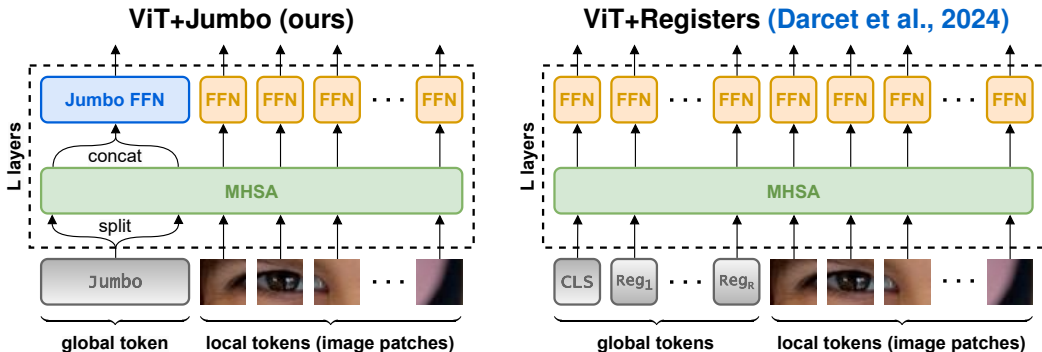 ViT+Jumbo (ours)
L layers
Jumbo FFN FFN FFN FFN ··· FFN
concat
MHSA
split
Jumbo ···
global token local tokens (image patches)
ViT+Registers (Darcet et al., 2024)
L layers
FFN FFN ··· FFN FFN FFN FFN ··· FFN
MHSA
CLS Reg₁ ··· Reg_R ···
global tokens local tokens (image patches)